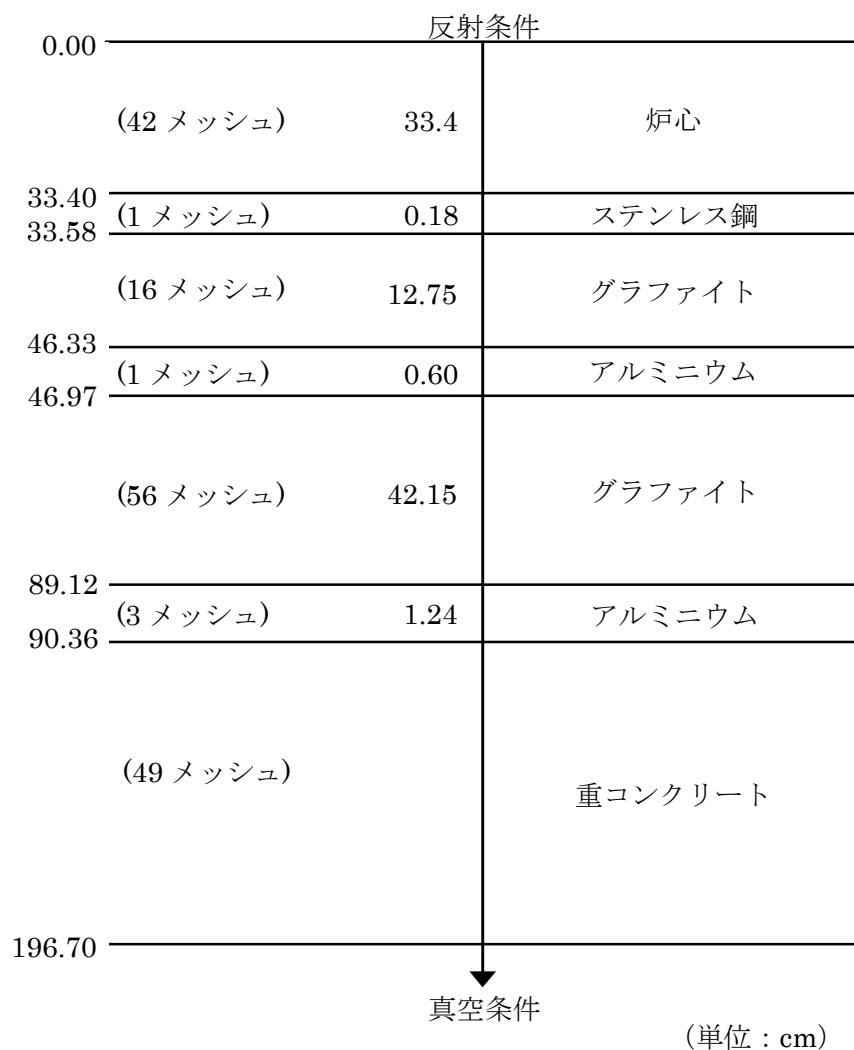 反射条件
0.00
(42 メッシュ) 33.4 炉心
33.40
(1 メッシュ) 0.18 ステンレス鋼
33.58
(16 メッシュ) 12.75 グラファイト
46.33
(1 メッシュ) 0.60 アルミニウム
46.97
(56 メッシュ) 42.15 グラファイト
89.12
(3 メッシュ) 1.24 アルミニウム
90.36
(49 メッシュ)
重コンクリート
196.70
真空条件
(単位：cm)